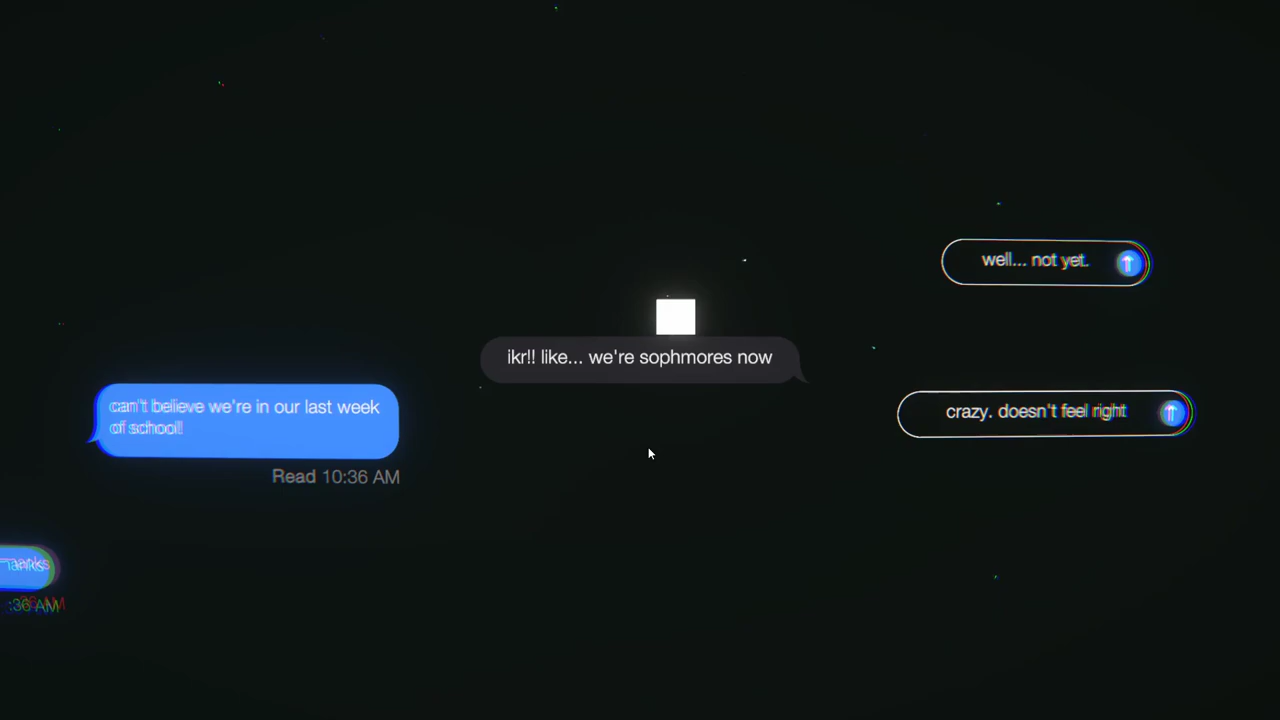 well... not yet.
ikr!! like... we're sophmores now
can't believe we're in our last week
of school!
crazy. doesn't feel right
Read 10:36 AM
:36 AM